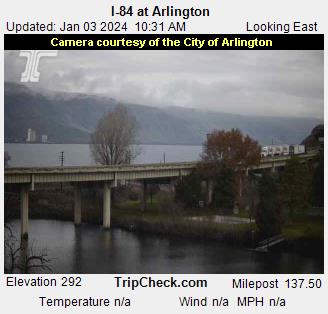 I-84 at Arlington
Updated: Jan 03 2024 10:31 AM Looking East
Camera courtesy of the City of Arlington
Elevation 292 TripCheck.com Milepost 137.50
Temperature n/a Wind n/a MPH n/a